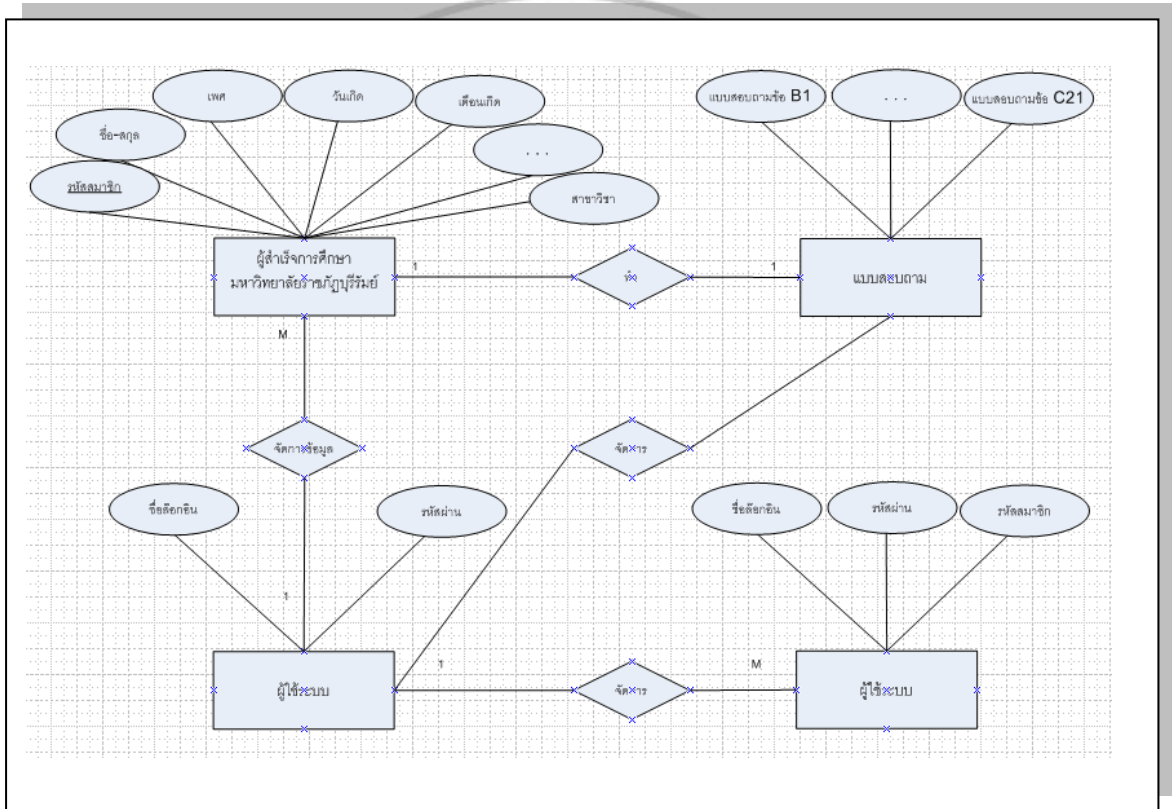 เพศ
วันเกิด
เดือนเกิด
แบบสอบถามข้อ B1
. . .
แบบสอบถามข้อ C21
ชื่อ-สกุล
. . .
รหัสสมาชิก
สาขาวิชา
ผู้สำเร็จการศึกษา
มหาวิทยาลัยราชภัฏบุรีรัมย์
1
ทำ
1
แบบสอบถาม
M
จัดการข้อมูล
จัดการ
ชื่อล๊อกอิน
รหัสผ่าน
ชื่อล๊อกอิน
รหัสผ่าน
รหัสสมาชิก
1
ผู้ใช้ระบบ
1
จัดการ
M
ผู้ใช้ระบบ